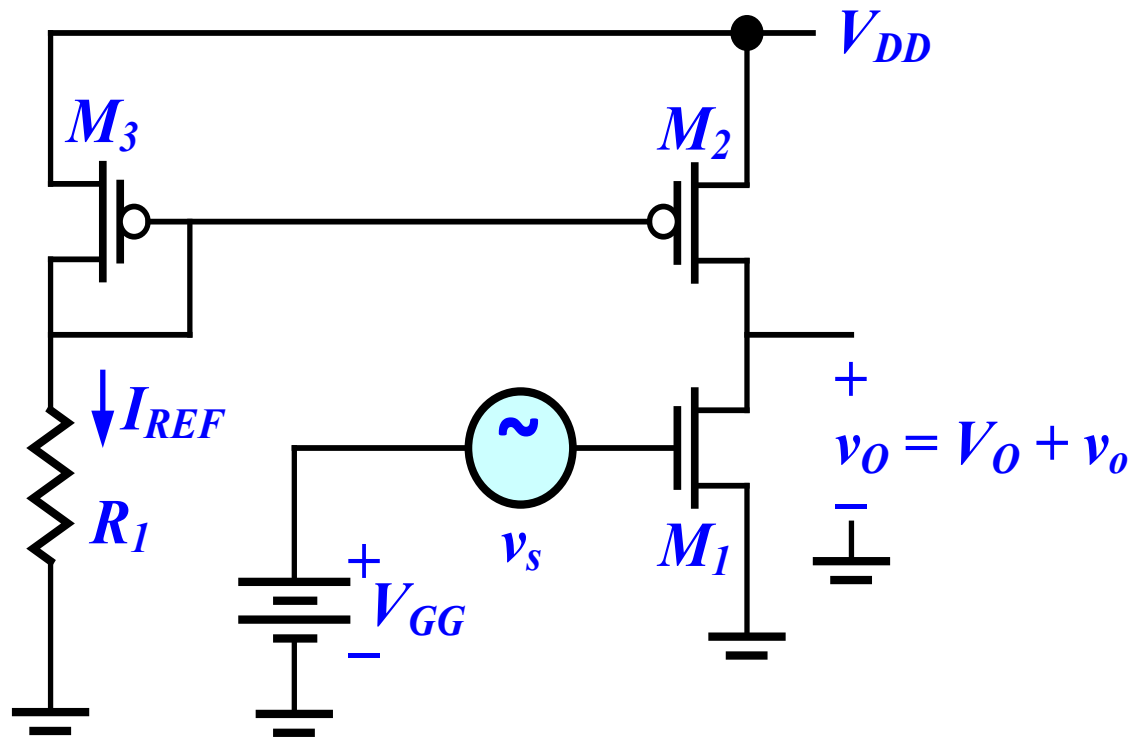 V_DD
M_3
M_2
I_REF
+
v_O = V_O + v_o
−
R_1
~
v_s
M_1
+
V_GG
−